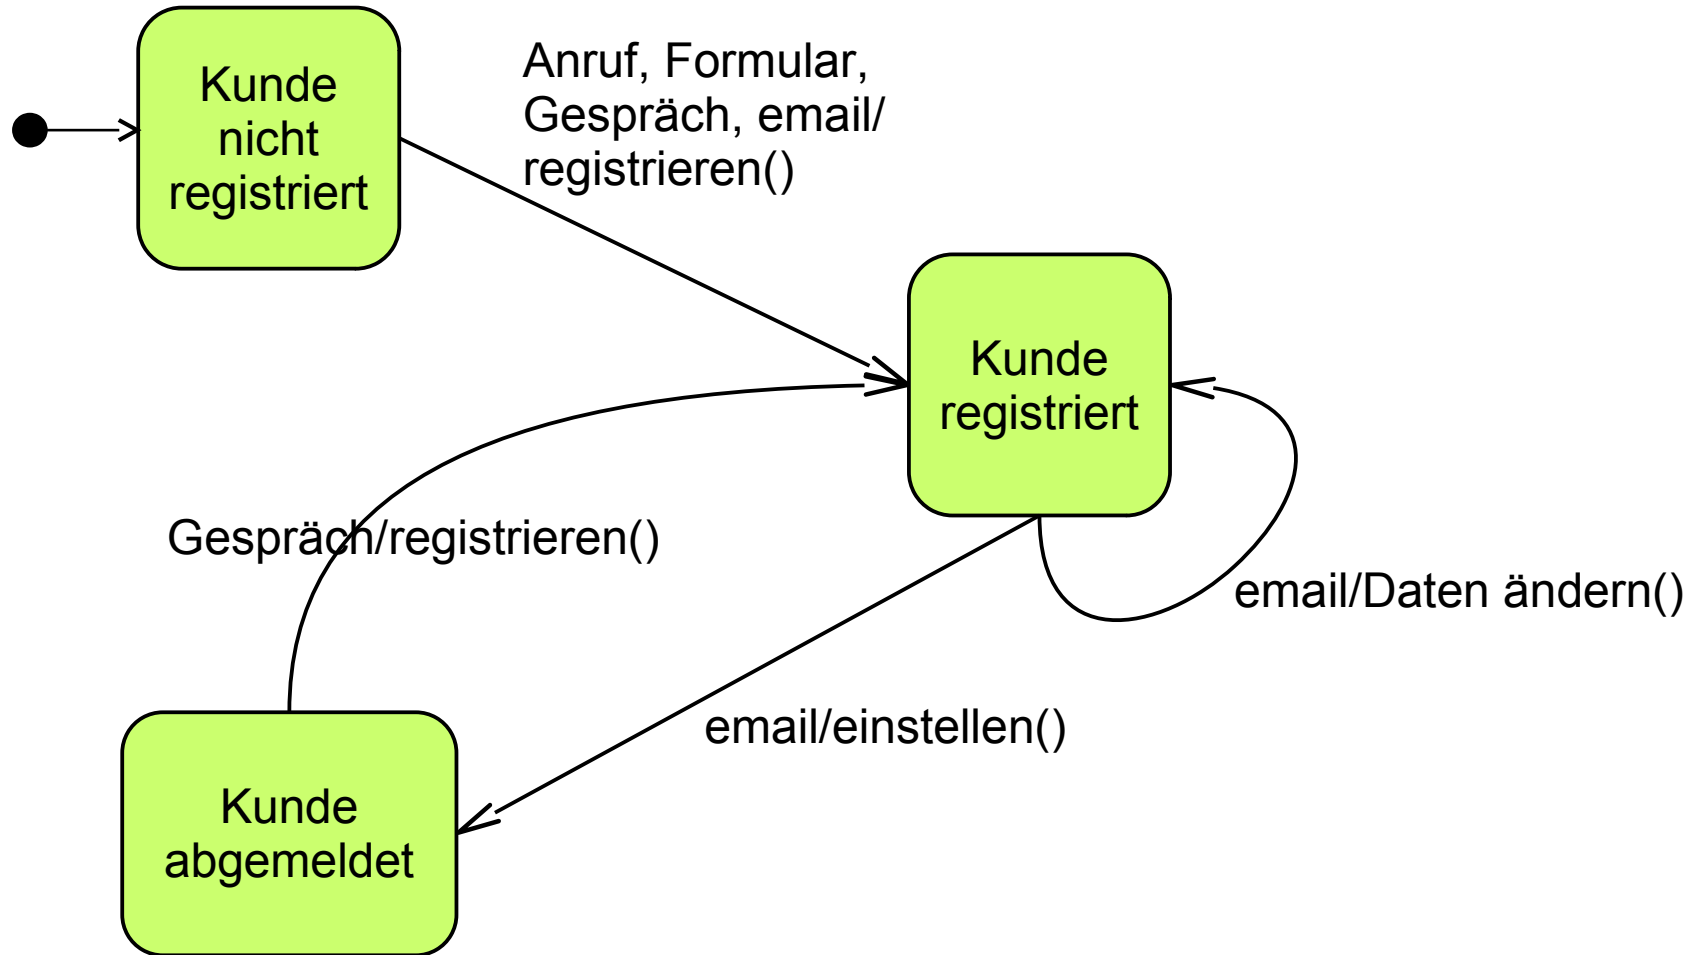 Kunde
nicht
registriert
Anruf, Formular,
Gespräch, email/
registrieren()
Kunde
registriert
Gespräch/registrieren()
email/Daten ändern()
email/einstellen()
Kunde
abgemeldet